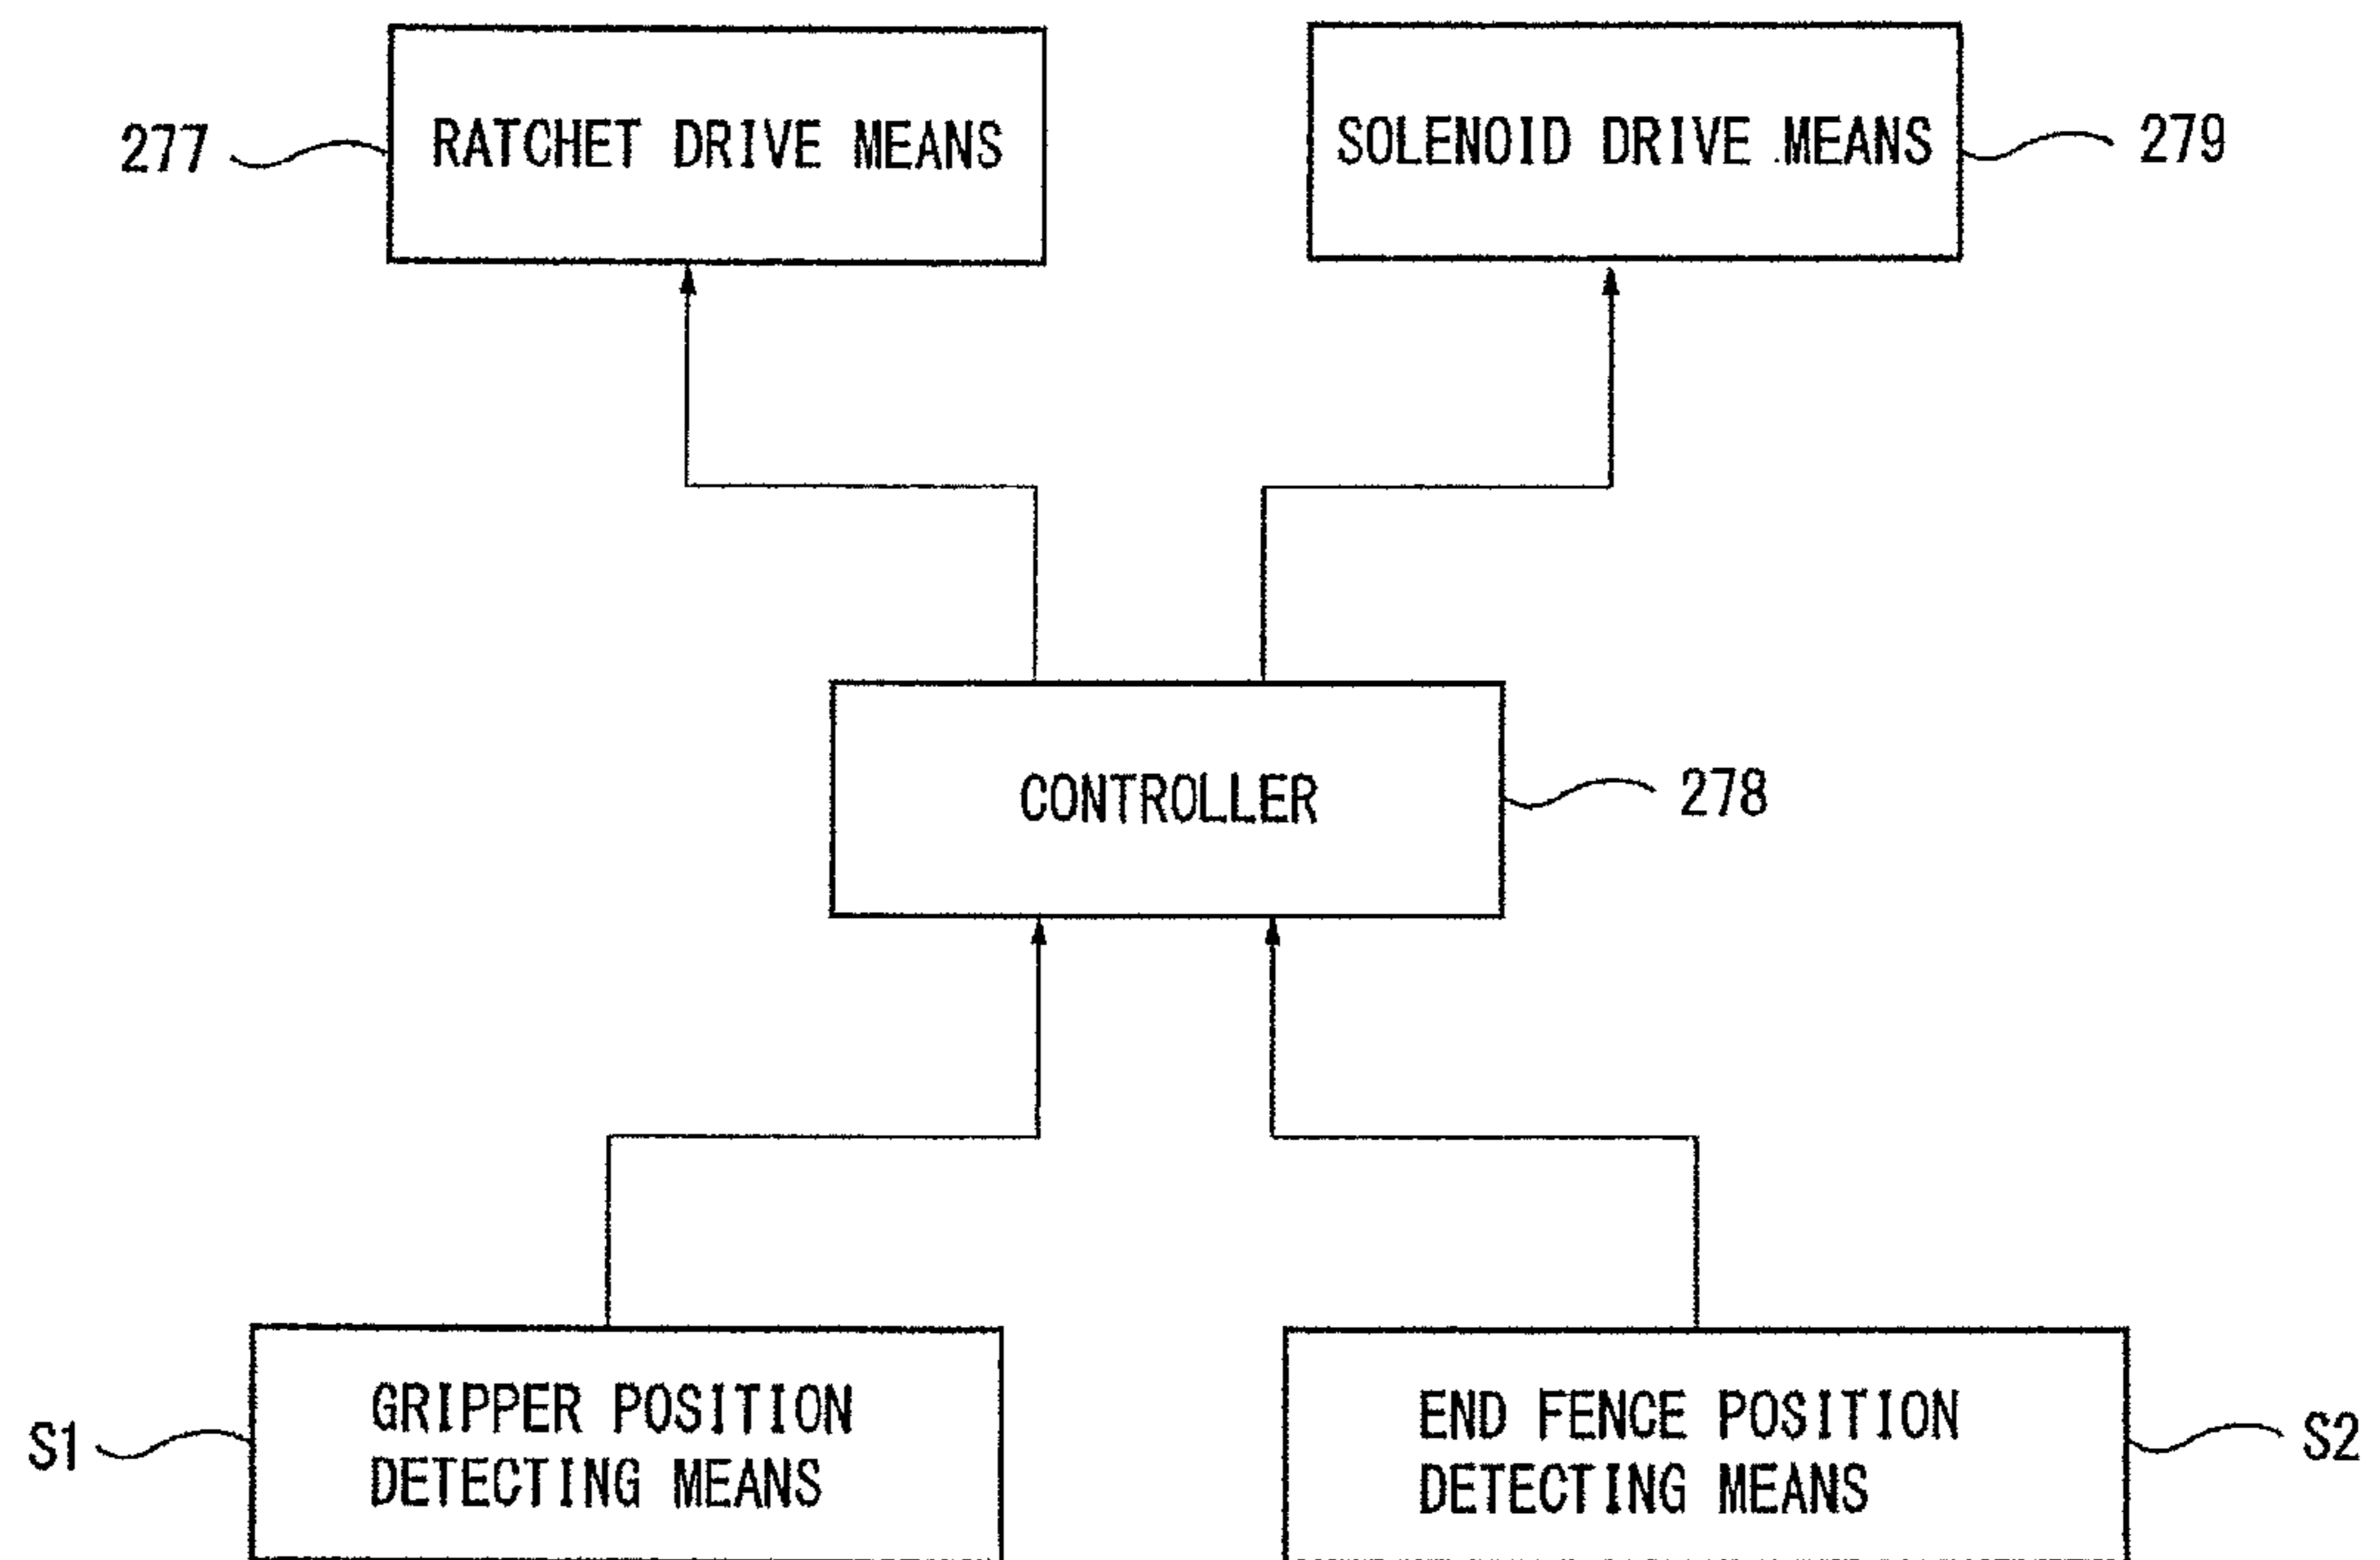 277
RATCHET DRIVE MEANS
SOLENOID DRIVE MEANS
279
CONTROLLER
278
S1
GRIPPER POSITION
DETECTING MEANS
END FENCE POSITION
DETECTING MEANS
S2